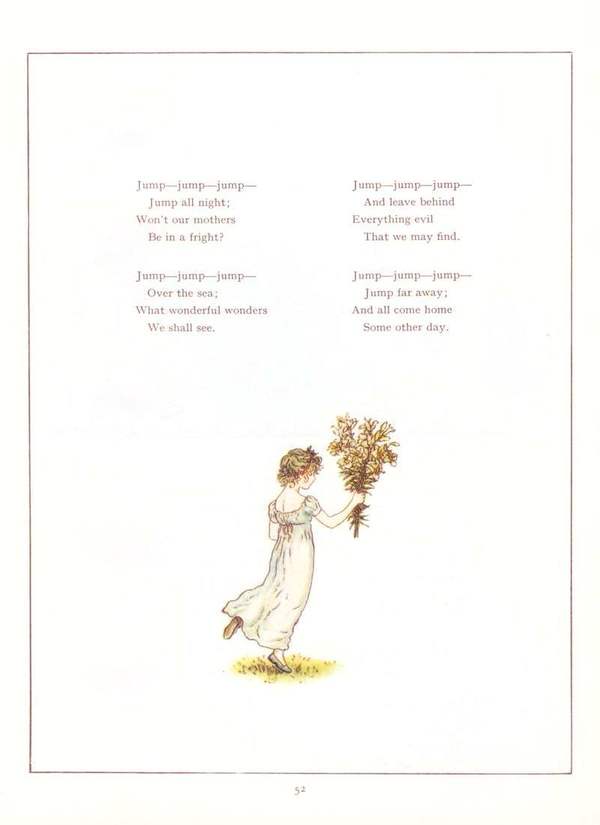 Jump—jump—jump—
Jump all night;
Won't our mothers
Be in a fright?
Jump—jump—jump—
Over the sea;
What wonderful wonders
We shall see.
Jump—jump—jump—
And leave behind
Everything evil
That we may find.
Jump—jump—jump—
Jump far away;
And all come home
Some other day.
52